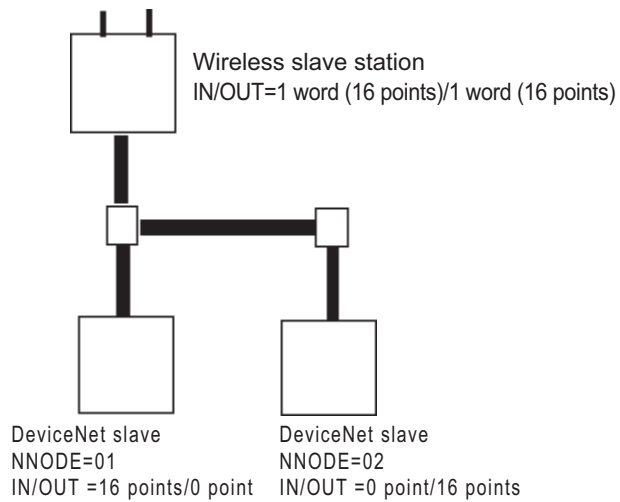 Wireless slave station
IN/OUT=1 word (16 points)/1 word (16 points)
DeviceNet slave
NNODE=01
IN/OUT =16 points/0 point
DeviceNet slave
NNODE=02
IN/OUT =0 point/16 points